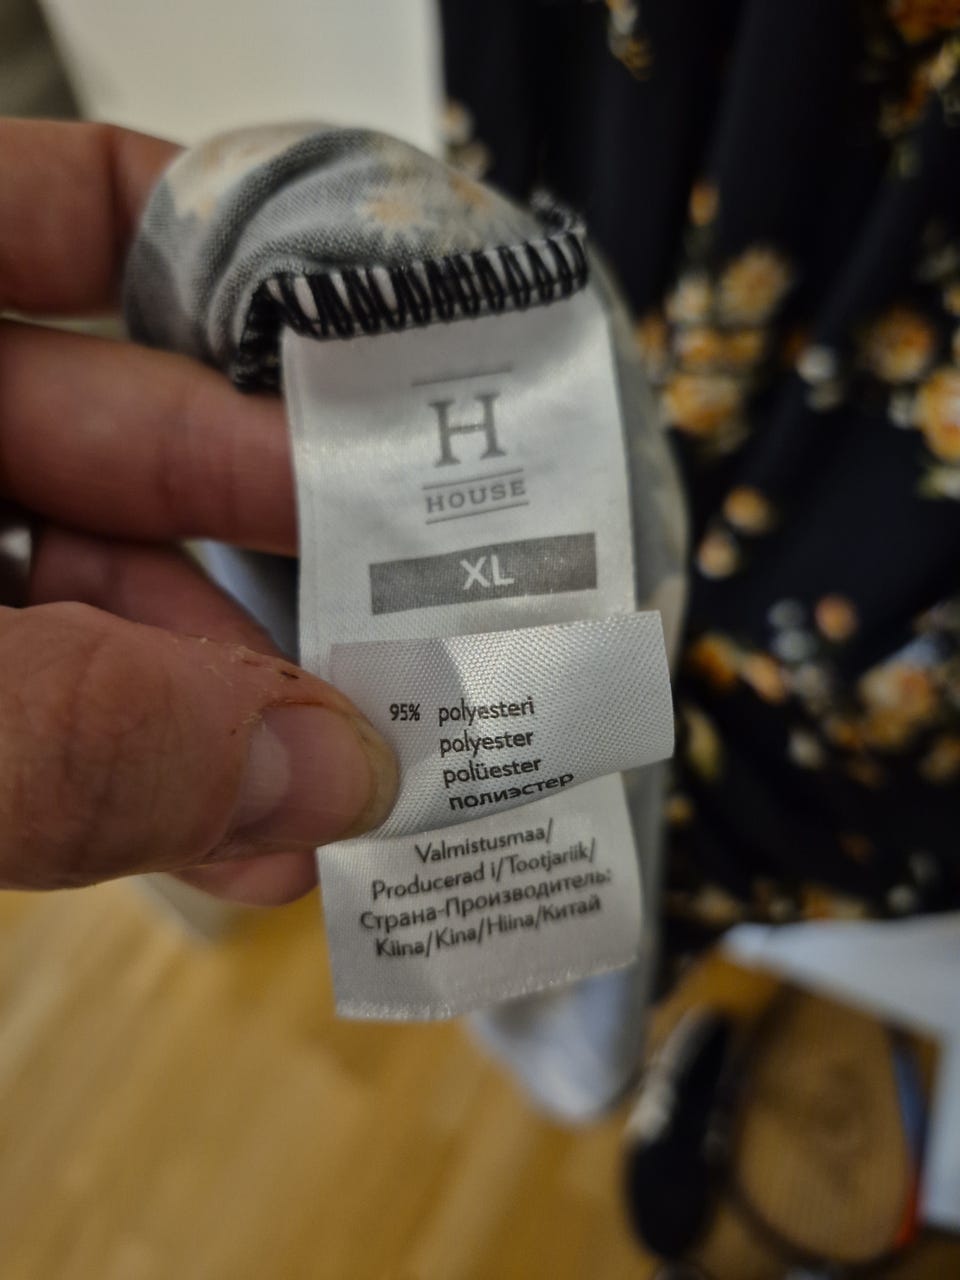 H
HOUSE
XL
95% polyesteri
polyester
polüester
полиэстер
Valmistusmaa/
Producerad i/Tootjariik/
Страна-Производитель:
Kiina/Kina/Hiina/Китай